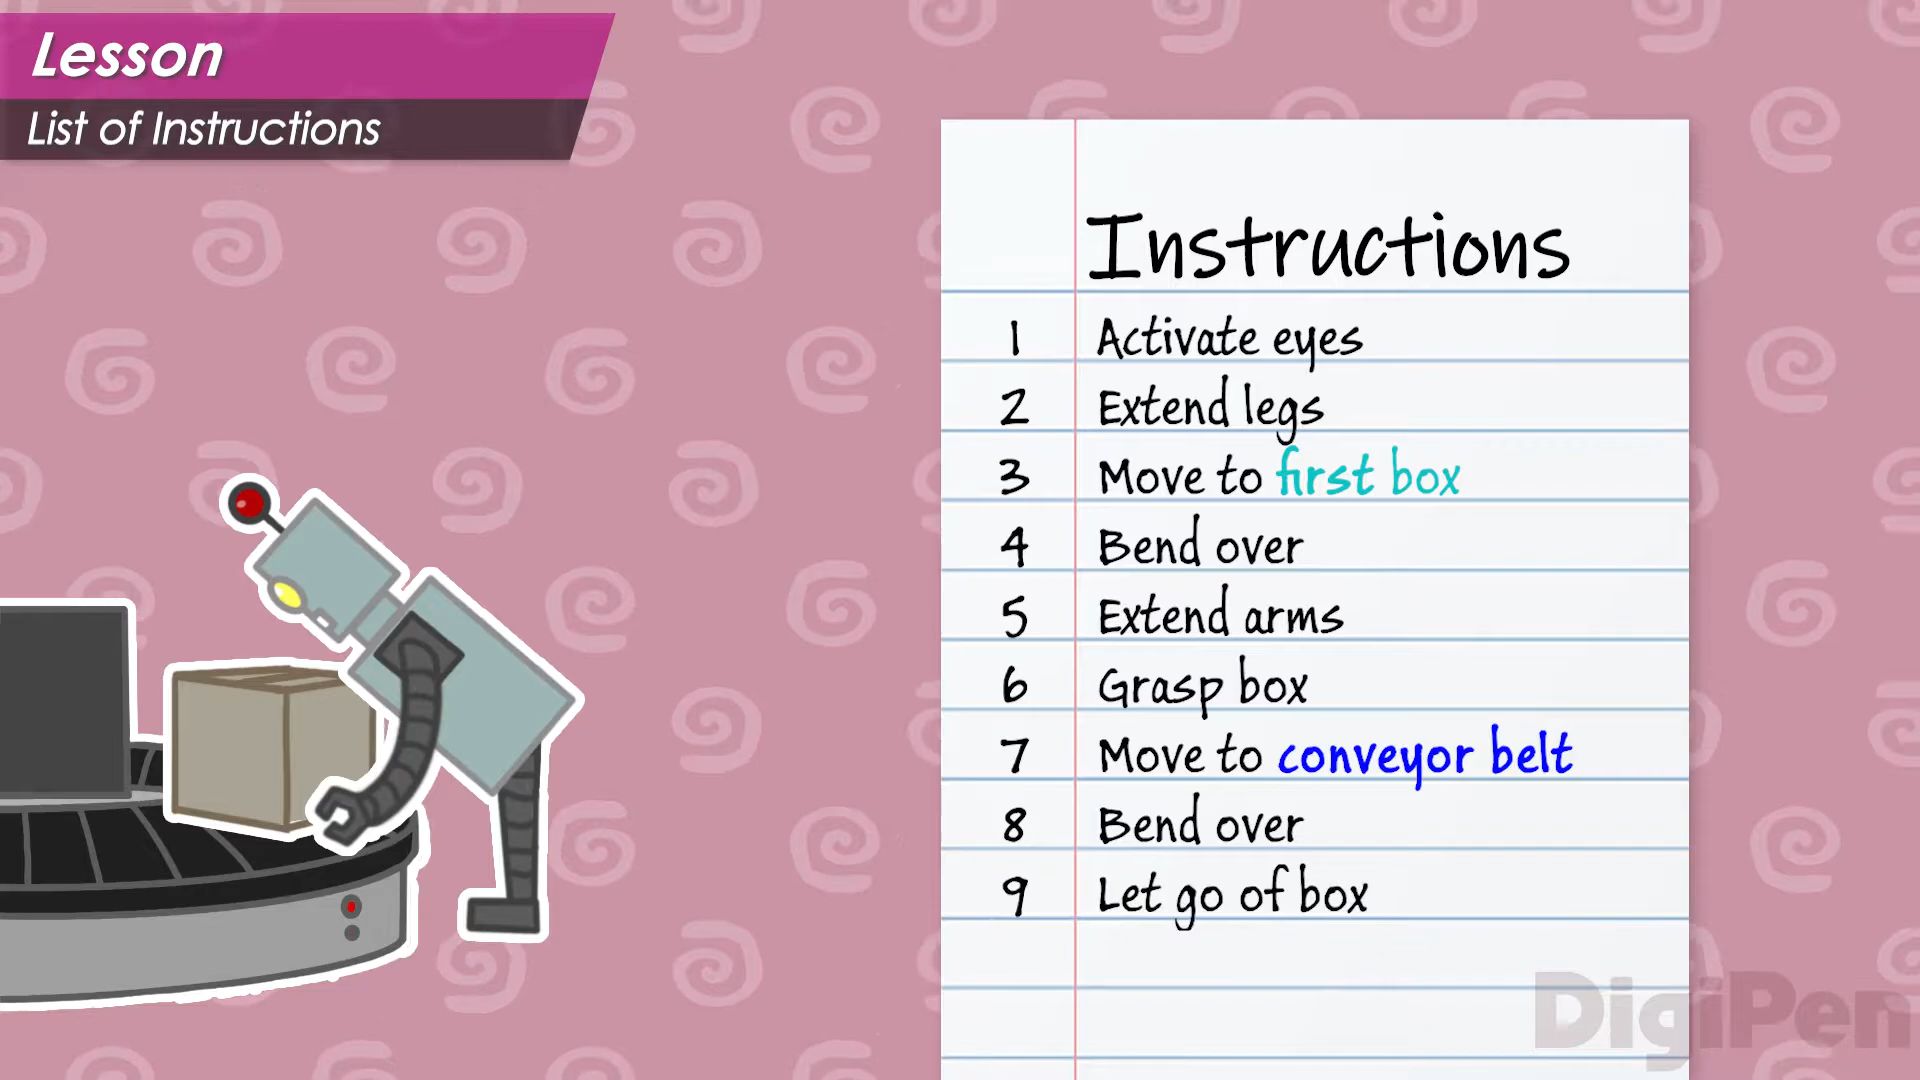 Lesson
List of Instructions
Instructions
1 Activate eyes
2 Extend legs
3 Move to first box
4 Bend over
5 Extend arms
6 Grasp box
7 Move to conveyor belt
8 Bend over
9 Let go of box
DigiPen